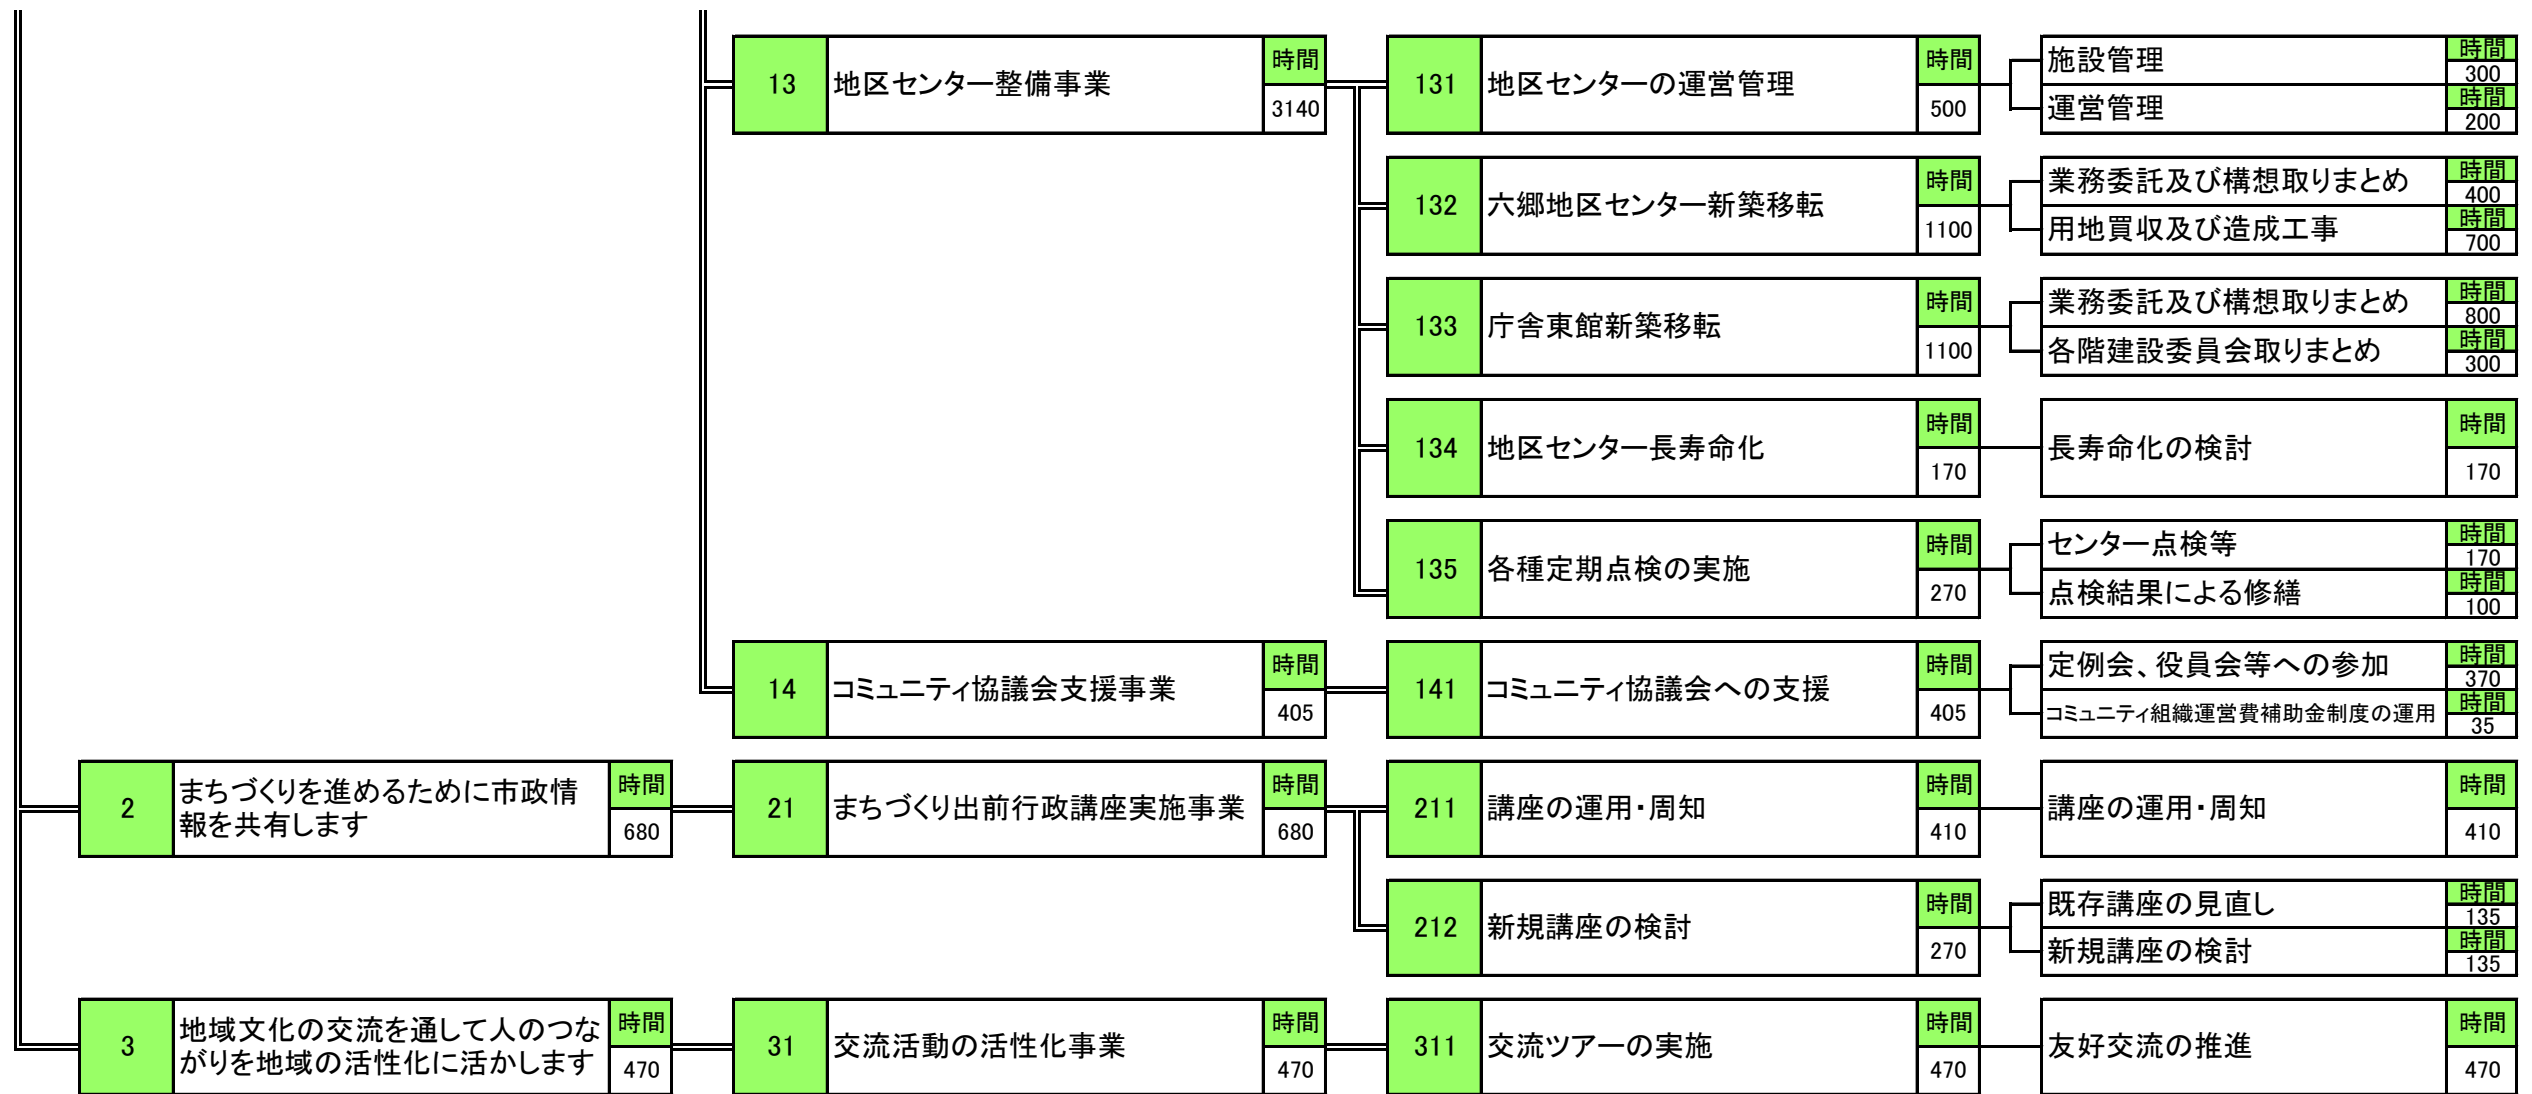 13 地区センター整備事業 時間 3140
131 地区センターの運営管理 時間 500
施設管理 時間 300
運営管理 時間 200
132 六郷地区センター新築移転 時間 1100
業務委託及び構想取りまとめ 時間 400
用地買収及び造成工事 時間 700
133 庁舎東館新築移転 時間 1100
業務委託及び構想取りまとめ 時間 800
各階建設委員会取りまとめ 時間 300
134 地区センター長寿命化 時間 170
長寿命化の検討 時間 170
135 各種定期点検の実施 時間 270
センター点検等 時間 170
点検結果による修繕 時間 100
14 コミュニティ協議会支援事業 時間 405
141 コミュニティ協議会への支援 時間 405
定例会、役員会等への参加 時間 370
コミュニティ組織運営費補助金制度の運用 時間 35
2 まちづくりを進めるために市政情
報を共有します 時間 680
21 まちづくり出前行政講座実施事業 時間 680
211 講座の運用・周知 時間 410
講座の運用・周知 時間 410
212 新規講座の検討 時間 270
既存講座の見直し 時間 135
新規講座の検討 時間 135
3 地域文化の交流を通して人のつな
がりを地域の活性化に活かします 時間 470
31 交流活動の活性化事業 時間 470
311 交流ツアーの実施 時間 470
友好交流の推進 時間 470